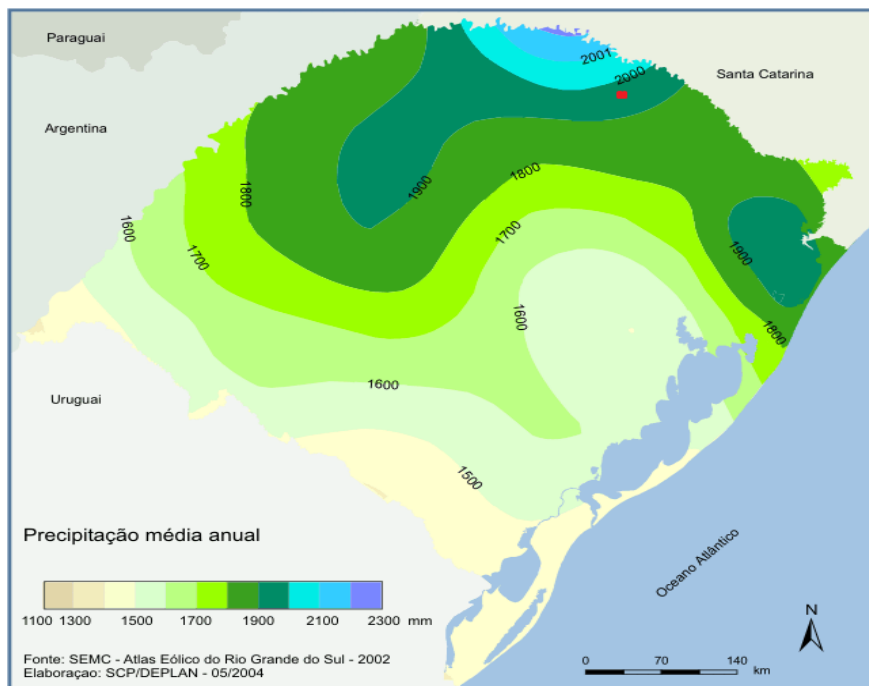 Paraguai
2001
2000
Santa Catarina
Argentina
1800
1800
1900
1600
1700
1700
1900
1600
1800
1600
Uruguai
1500
Precipitação média anual
Oceano Atlântico
1100 1300 1500 1700 1900 2100 2300 mm
N
Fonte: SEMC - Atlas Eólico do Rio Grande do Sul - 2002
Elaboraçao: SCP/DEPLAN - 05/2004
0 70 140
km